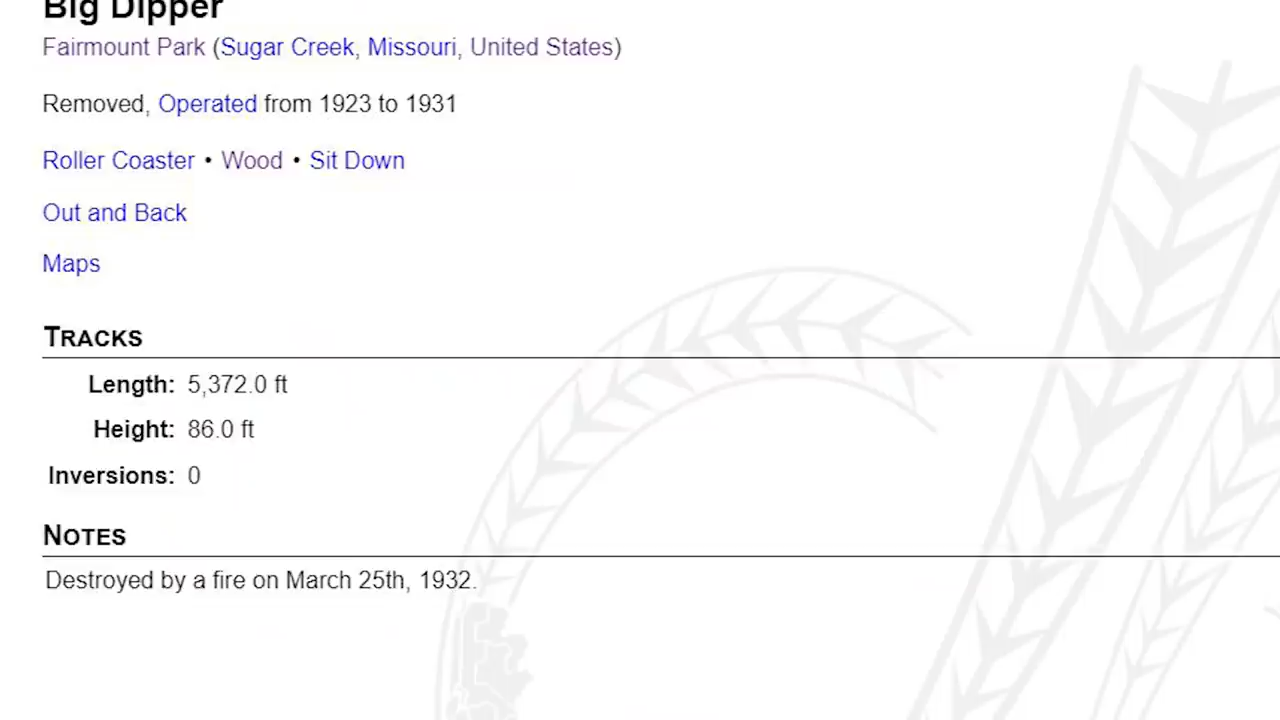 Big Dipper
Fairmount Park (Sugar Creek, Missouri, United States)
Removed, Operated from 1923 to 1931
Roller Coaster • Wood • Sit Down
Out and Back
Maps
TRACKS
Length: 5,372.0 ft
Height: 86.0 ft
Inversions: 0
NOTES
Destroyed by a fire on March 25th, 1932.